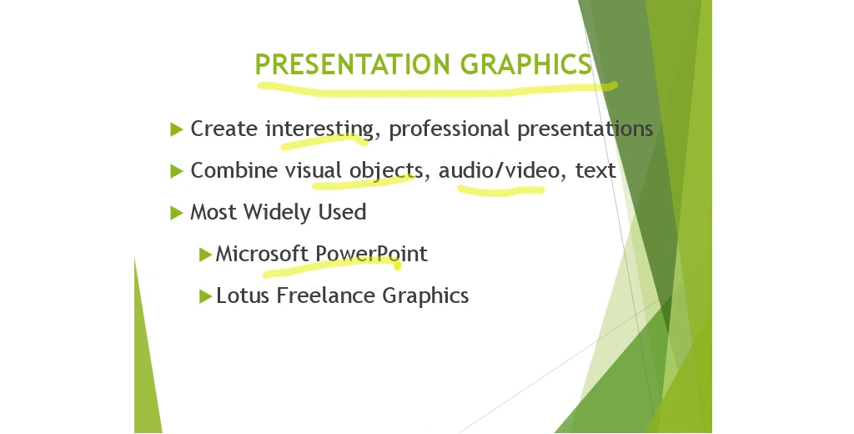 PRESENTATION GRAPHICS
Create interesting, professional presentations
Combine visual objects, audio/video, text
Most Widely Used
Microsoft PowerPoint
Lotus Freelance Graphics